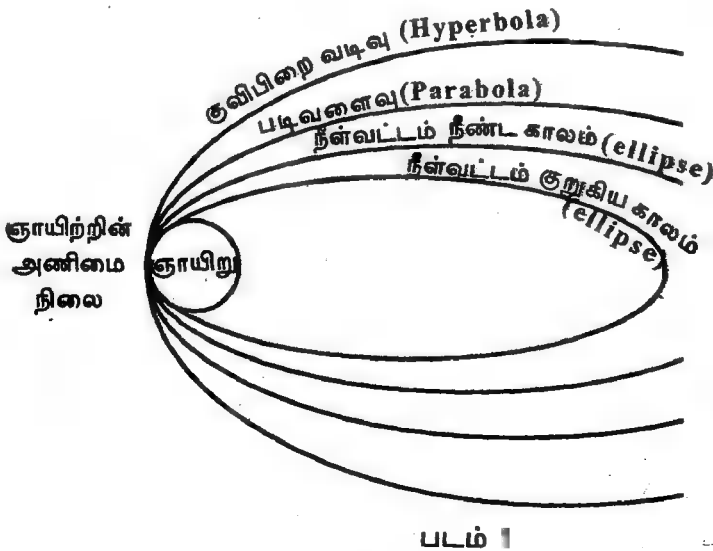 குவிபிறை வடிவு (Hyperbola)
படிவளைவு (Parabola)
நீள்வட்டம் நீண்ட காலம் (ellipse)
நீள்வட்டம் குறுகிய காலம்
(ellipse)
ஞாயிற்றின்
அணிமை
நிலை
ஞாயிறு
படம் 1